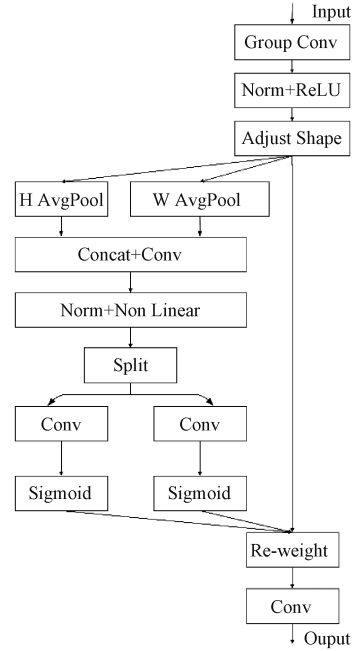 Input
Group Conv
Norm+ReLU
Adjust Shape
H AvgPool
W AvgPool
Concat+Conv
Norm+Non Linear
Split
Conv
Conv
Sigmoid
Sigmoid
Re-weight
Conv
Ouput